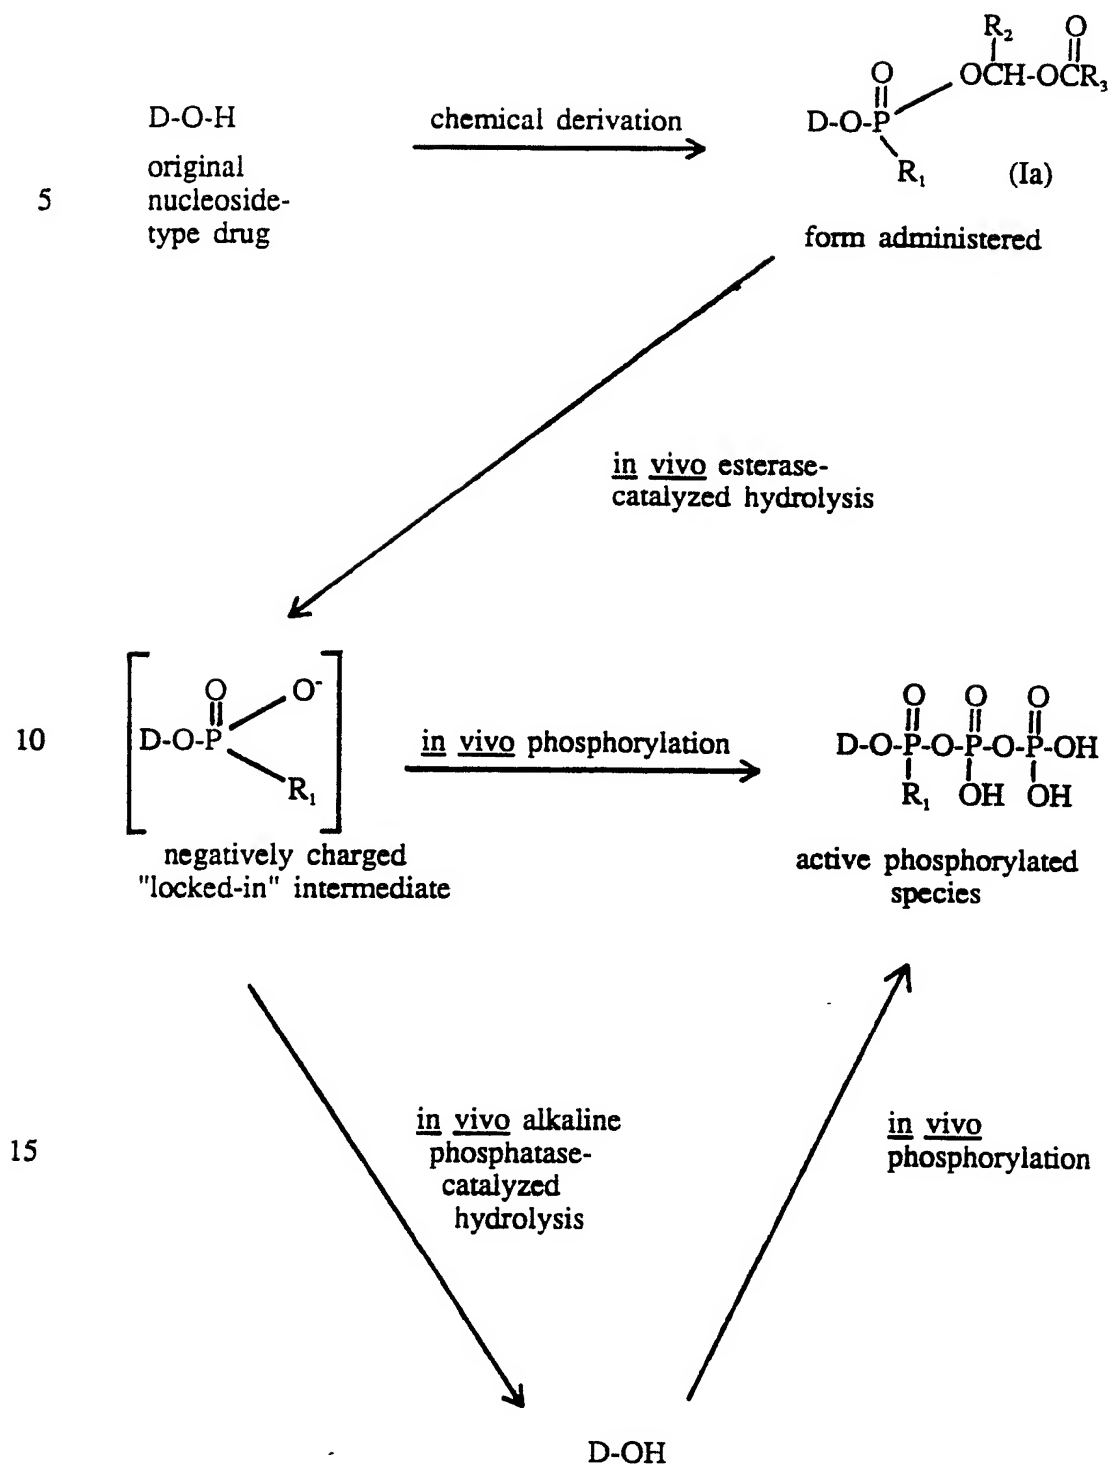 R₂ O
OCH-OCR₃
O
D-O-H
chemical derivation
D-O-P
R₁ (Ia)
original
5 nucleoside-
type drug
form administered
in vivo esterase-
catalyzed hydrolysis
O O⁻
10 D-O-P
R₁
in vivo phosphorylation
O O O
D-O-P-O-P-O-P-OH
R₁ OH OH
negatively charged
"locked-in" intermediate
active phosphorylated
species
15
in vivo alkaline
phosphatase-
catalyzed
hydrolysis
in vivo
phosphorylation
D-OH